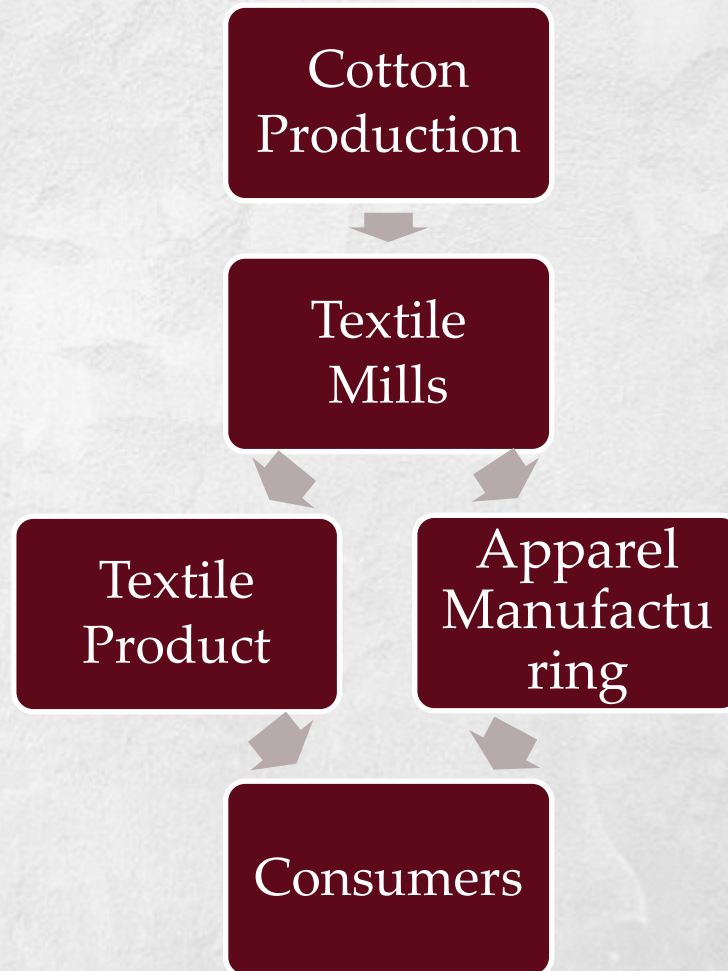 Cotton
Production
Textile
Mills
Textile
Product
Apparel
Manufactu
ring
Consumers